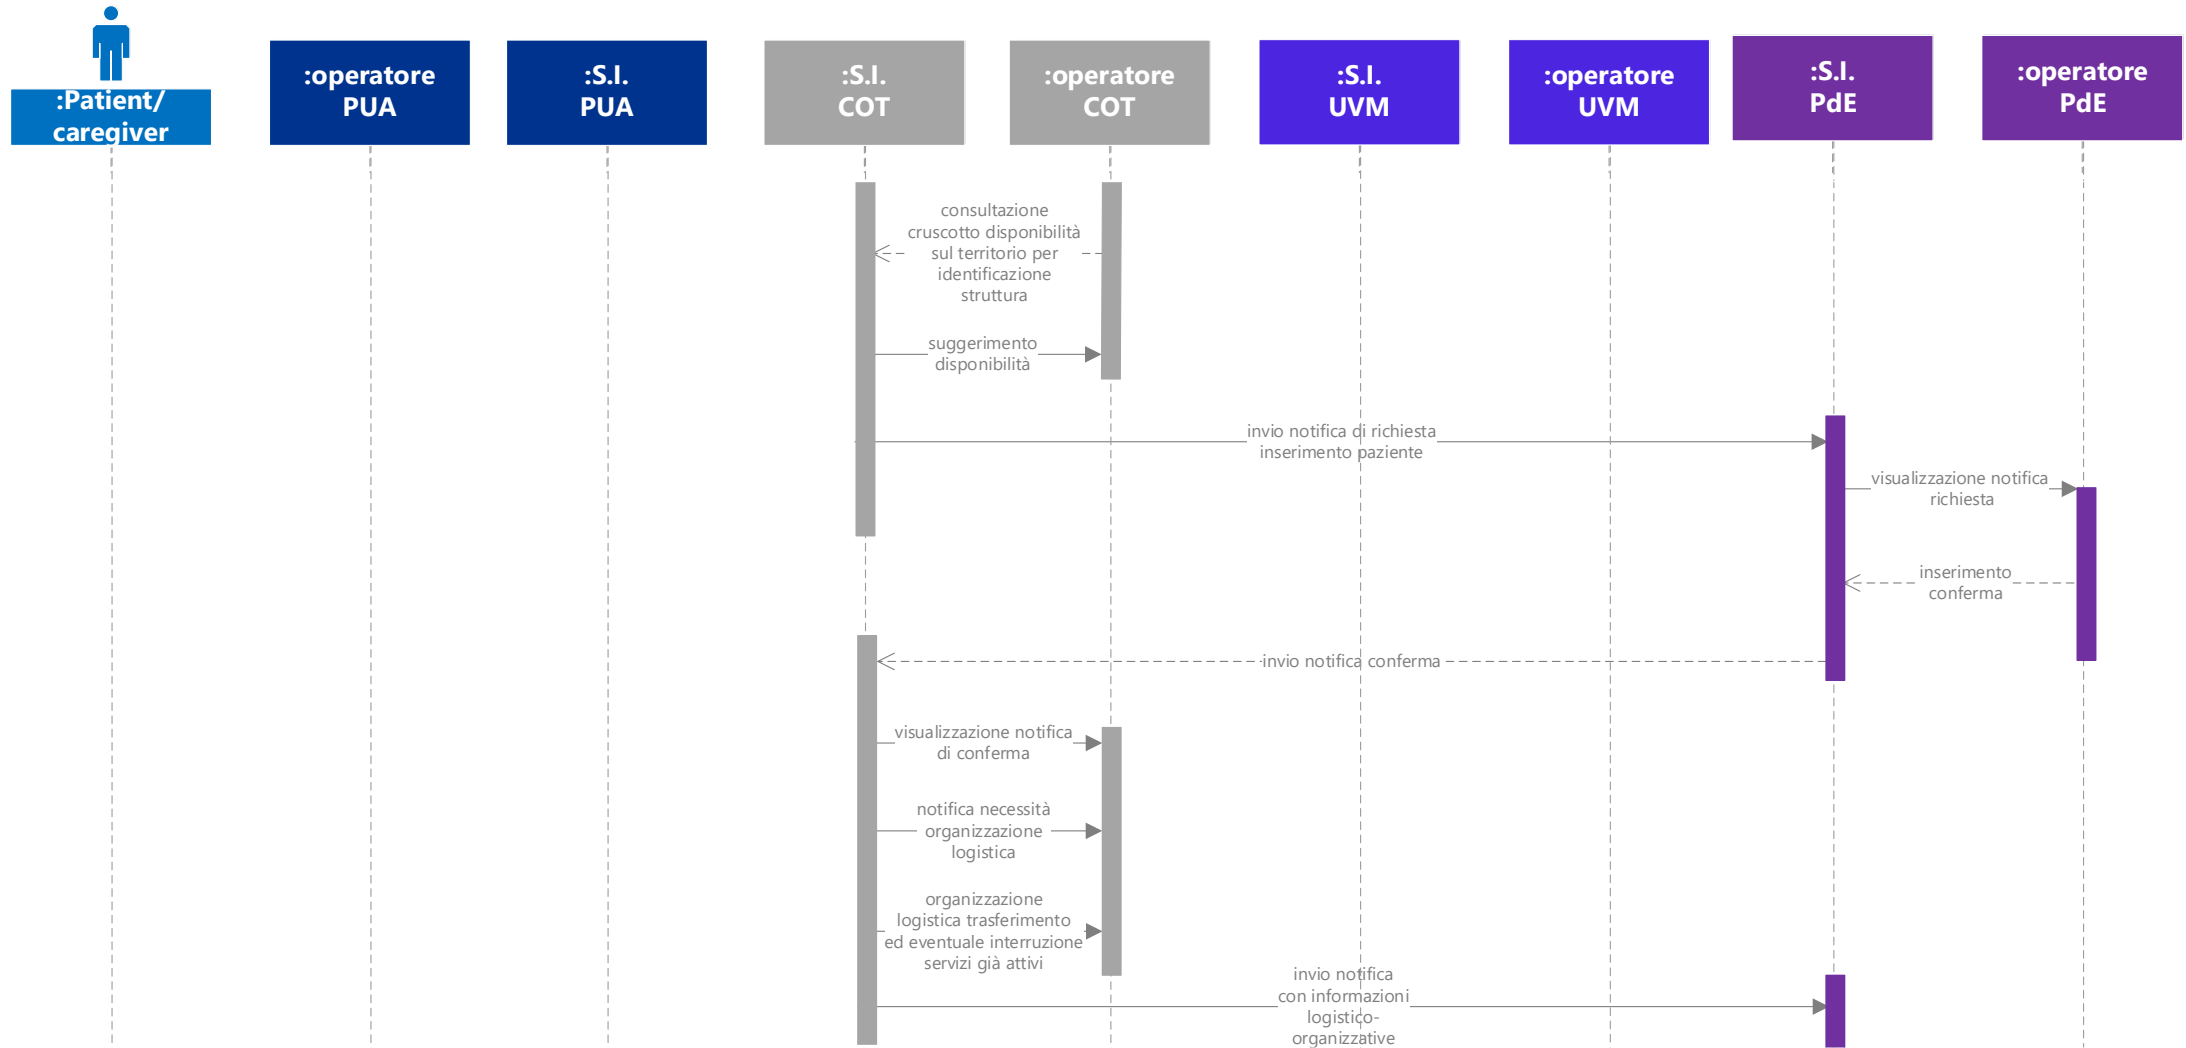 :Patient/
caregiver
:operatore
PUA
:S.I.
PUA
:S.I.
COT
:operatore
COT
:S.I.
UVM
:operatore
UVM
:S.I.
PdE
:operatore
PdE
consultazione
cruscotto disponibilità
sul territorio per
identificazione
struttura
suggerimento
disponibilità
invio notifica di richiesta
inserimento paziente
visualizzazione notifica
richiesta
inserimento
conferma
invio notifica conferma
visualizzazione notifica
di conferma
notifica necessità
organizzazione
logistica
organizzazione
logistica trasferimento
ed eventuale interruzione
servizi già attivi
invio notifica
con informazioni
logistico-
organizzative